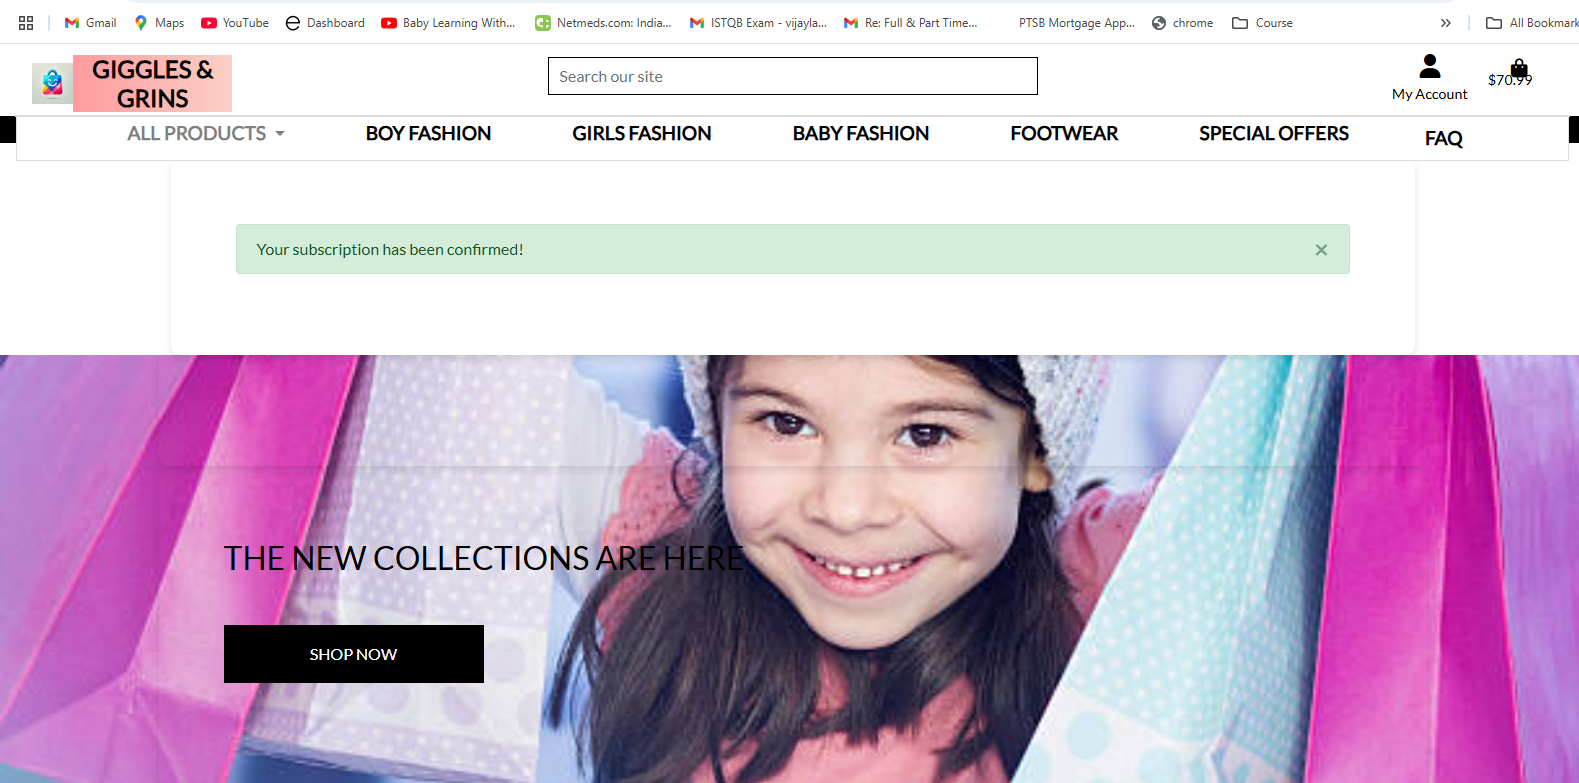 Gmail Maps YouTube Dashboard Baby Learning With... Netmeds.com: India... ISTQB Exam - vijayla... Re: Full & Part Time... PTSB Mortgage App... chrome Course » All Bookmark
GIGGLES &
GRINS
Search our site
My Account
$70.99
ALL PRODUCTS BOY FASHION GIRLS FASHION BABY FASHION FOOTWEAR SPECIAL OFFERS FAQ
Your subscription has been confirmed! ×
THE NEW COLLECTIONS ARE HERE
SHOP NOW